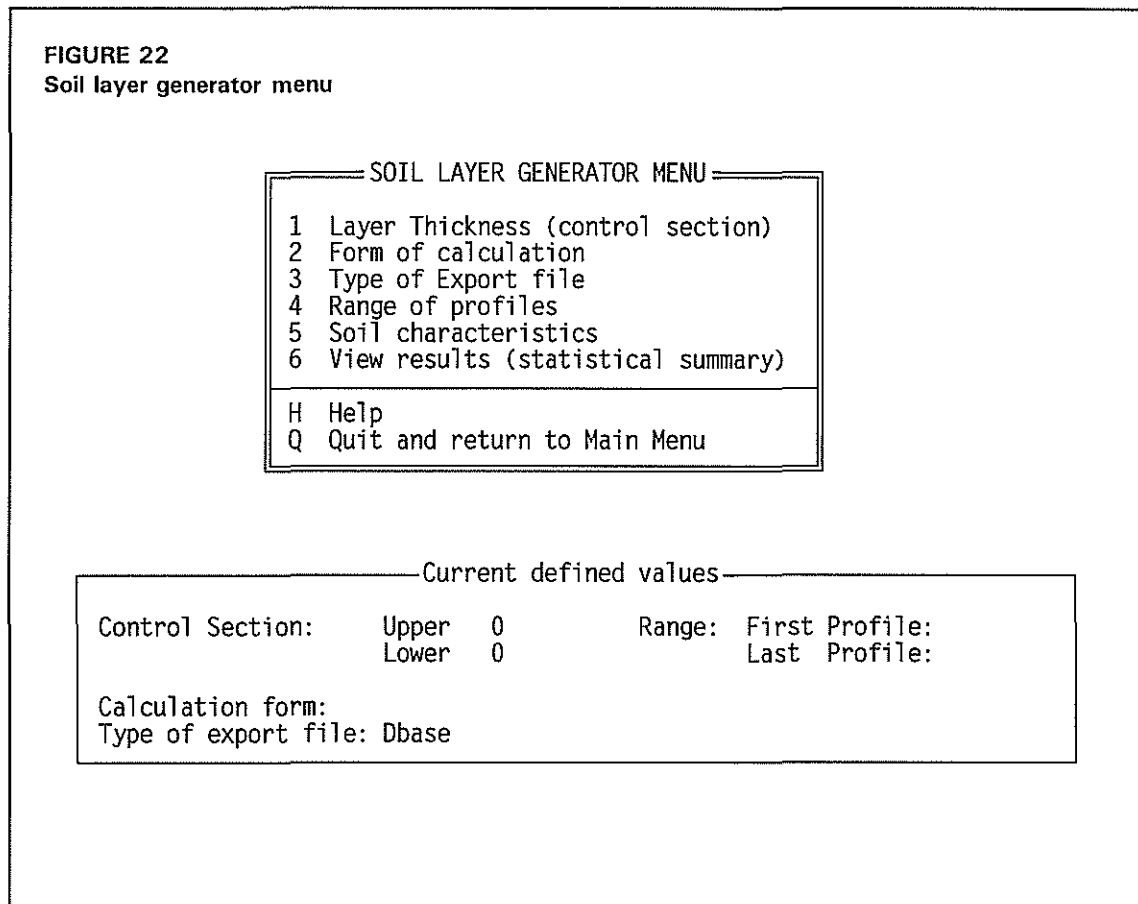 FIGURE 22
Soil layer generator menu
SOIL LAYER GENERATOR MENU
1 Layer Thickness (control section)
2 Form of calculation
3 Type of Export file
4 Range of profiles
5 Soil characteristics
6 View results (statistical summary)
H Help
Q Quit and return to Main Menu
Current defined values
Control Section: Upper 0 Range: First Profile:
Lower 0 Last Profile:
Calculation form:
Type of export file: Dbase